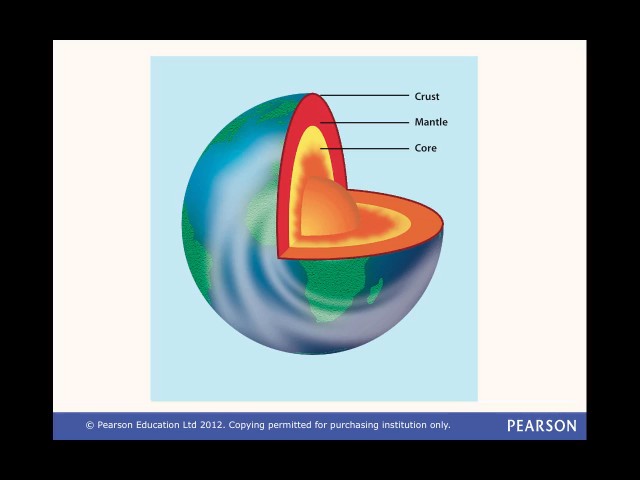 Crust
Mantle
Core
© Pearson Education Ltd 2012. Copying permitted for purchasing institution only.
PEARSON